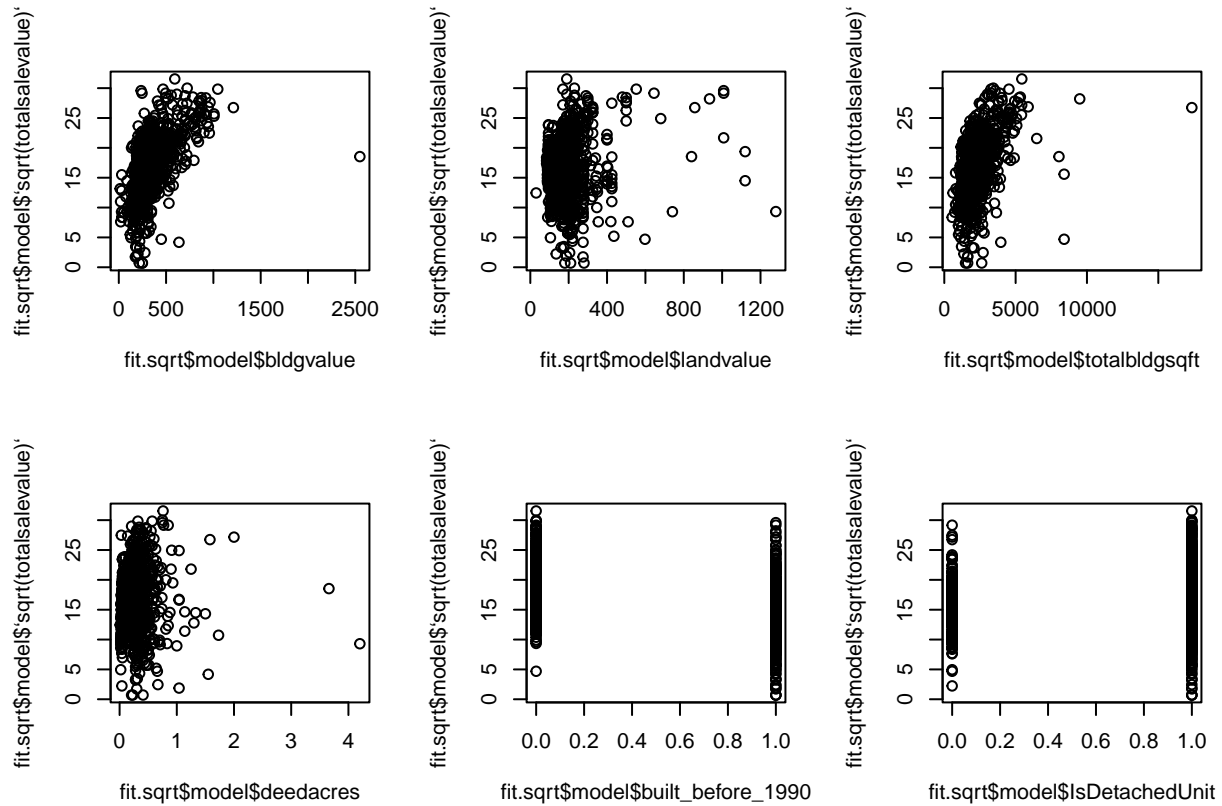 fit.sqrt$model$‘sqrt(totalsalevalue)‘
25
15
5
0
0 500 1500 2500
fit.sqrt$model$bldgvalue
fit.sqrt$model$‘sqrt(totalsalevalue)‘
25
15
5
0
0 400 800 1200
fit.sqrt$model$landvalue
fit.sqrt$model$‘sqrt(totalsalevalue)‘
25
15
5
0
0 5000 10000
fit.sqrt$model$totalbldgsqft
fit.sqrt$model$‘sqrt(totalsalevalue)‘
25
15
5
0
0 1 2 3 4
fit.sqrt$model$deedacres
fit.sqrt$model$‘sqrt(totalsalevalue)‘
25
15
5
0
0.0 0.2 0.4 0.6 0.8 1.0
fit.sqrt$model$built_before_1990
fit.sqrt$model$‘sqrt(totalsalevalue)‘
25
15
5
0
0.0 0.2 0.4 0.6 0.8 1.0
fit.sqrt$model$IsDetachedUnit